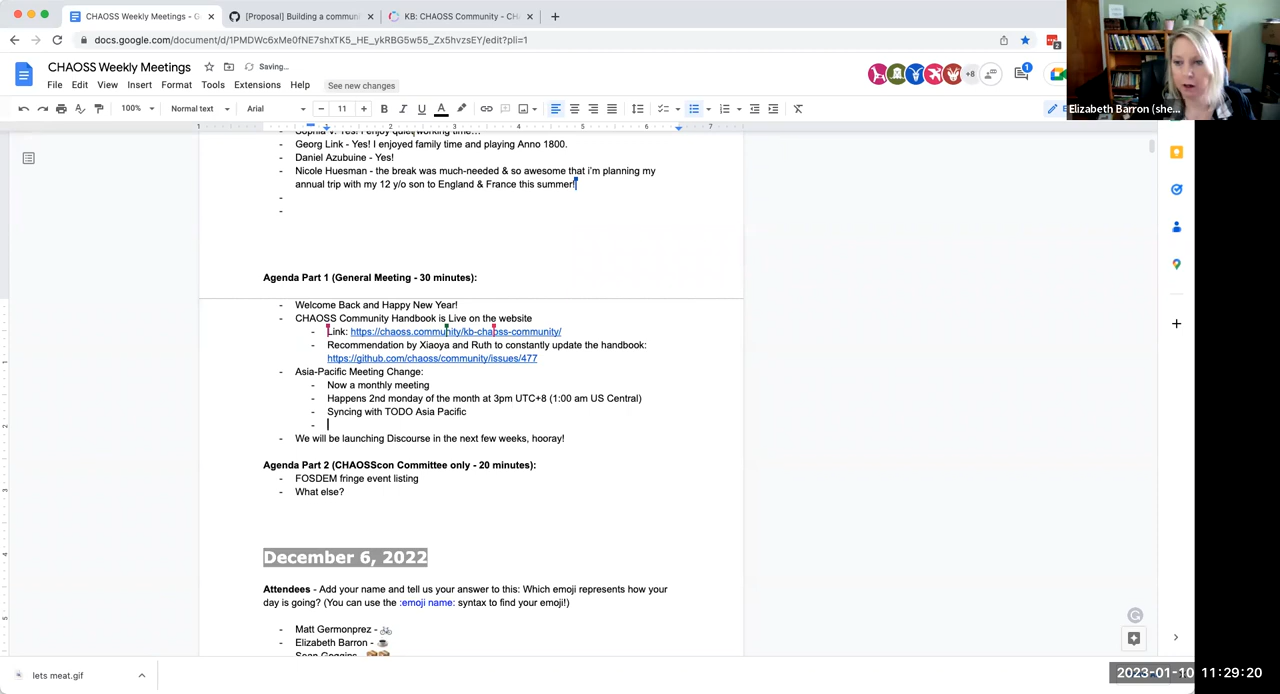 CHAOSS Weekly Meetings - G
[Proposal] Building a commun
KB: CHAOSS Community - CH
docs.google.com/document/d/1PMDWc6xMe0fNE7shxTK5_HE_ykRBG5w55_Zx5hvzsEY/edit?pli=1
CHAOSS Weekly Meetings
Saving...
File Edit View Insert Format Tools Extensions Help
See new changes
+8
1
2
Elizabeth Barron (she...
100%
Normal text
Arial
11
Sophia V: Yes! I enjoy quiet working time...
- Georg Link - Yes! I enjoyed family time and playing Anno 1800.
- Daniel Azubuine - Yes!
- Nicole Huesman - the break was much-needed & so awesome that i'm planning my
annual trip with my 12 y/o son to England & France this summer!
-
-
Agenda Part 1 (General Meeting - 30 minutes):
- Welcome Back and Happy New Year!
- CHAOSS Community Handbook is Live on the website
- Link: https://chaoss.community/kb-chaoss-community/
- Recommendation by Xiaoya and Ruth to constantly update the handbook:
https://github.com/chaoss/community/issues/477
- Asia-Pacific Meeting Change:
- Now a monthly meeting
- Happens 2nd monday of the month at 3pm UTC+8 (1:00 am US Central)
- Syncing with TODO Asia Pacific
-
- We will be launching Discourse in the next few weeks, hooray!
Agenda Part 2 (CHAOSScon Committee only - 20 minutes):
- FOSDEM fringe event listing
- What else?
December 6, 2022
Attendees - Add your name and tell us your answer to this: Which emoji represents how your
day is going? (You can use the :emoji name: syntax to find your emoji!)
- Matt Germonprez - 🚲
- Elizabeth Barron - ☕
Sean Goggins - 📦📦
lets meat.gif
2023-01-10 11:29:20